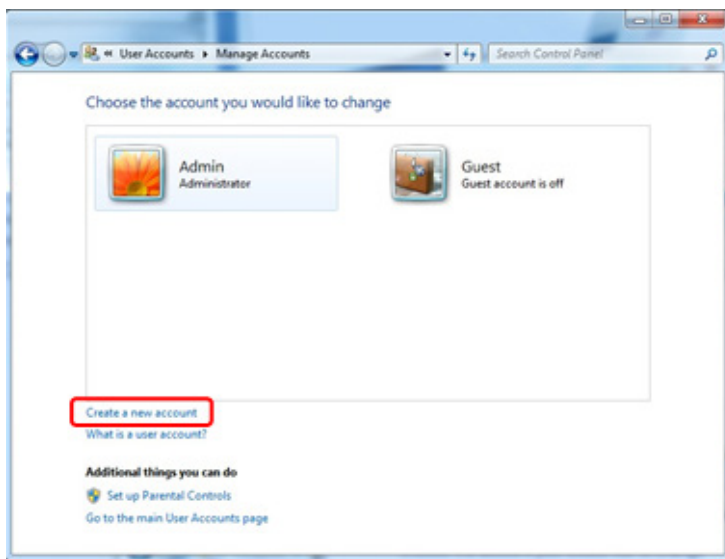 « User Accounts ▸ Manage Accounts
Search Control Panel
Choose the account you would like to change
Admin
Administrator
Guest
Guest account is off
Create a new account
What is a user account?
Additional things you can do
Set up Parental Controls
Go to the main User Accounts page